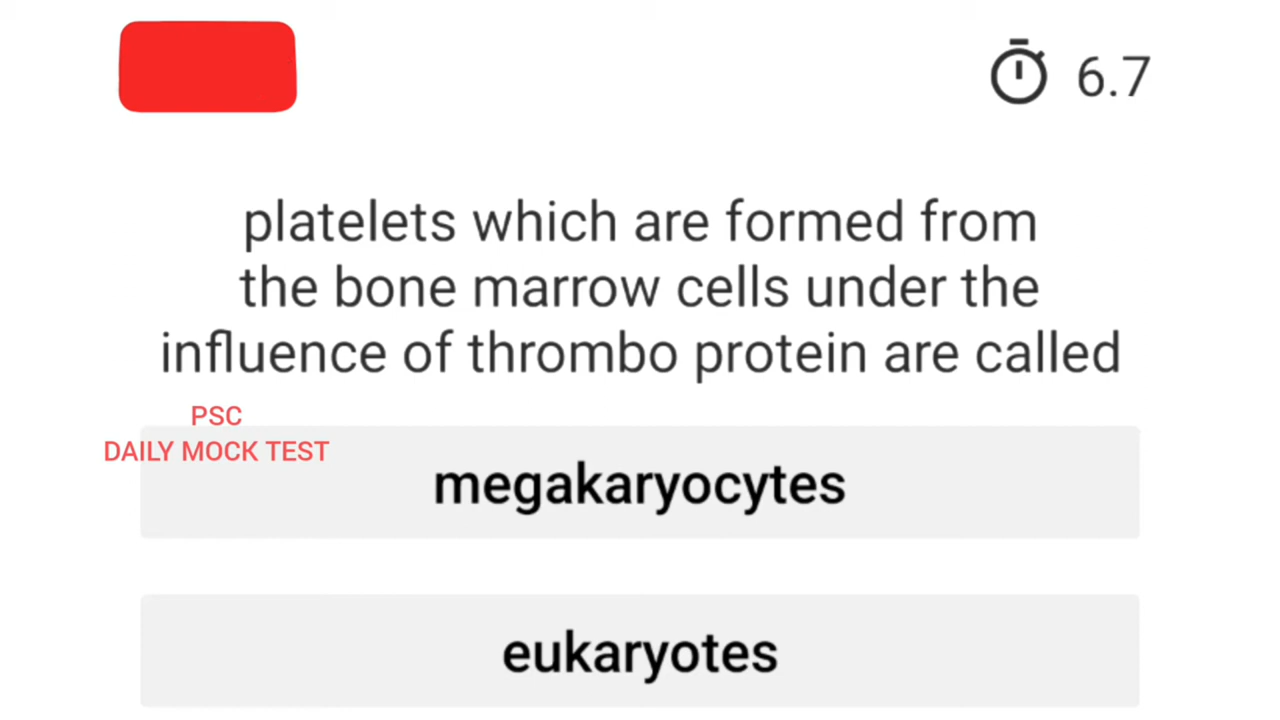 6.7
platelets which are formed from
the bone marrow cells under the
influence of thrombo protein are called
PSC
DAILY MOCK TEST
megakaryocytes
eukaryotes